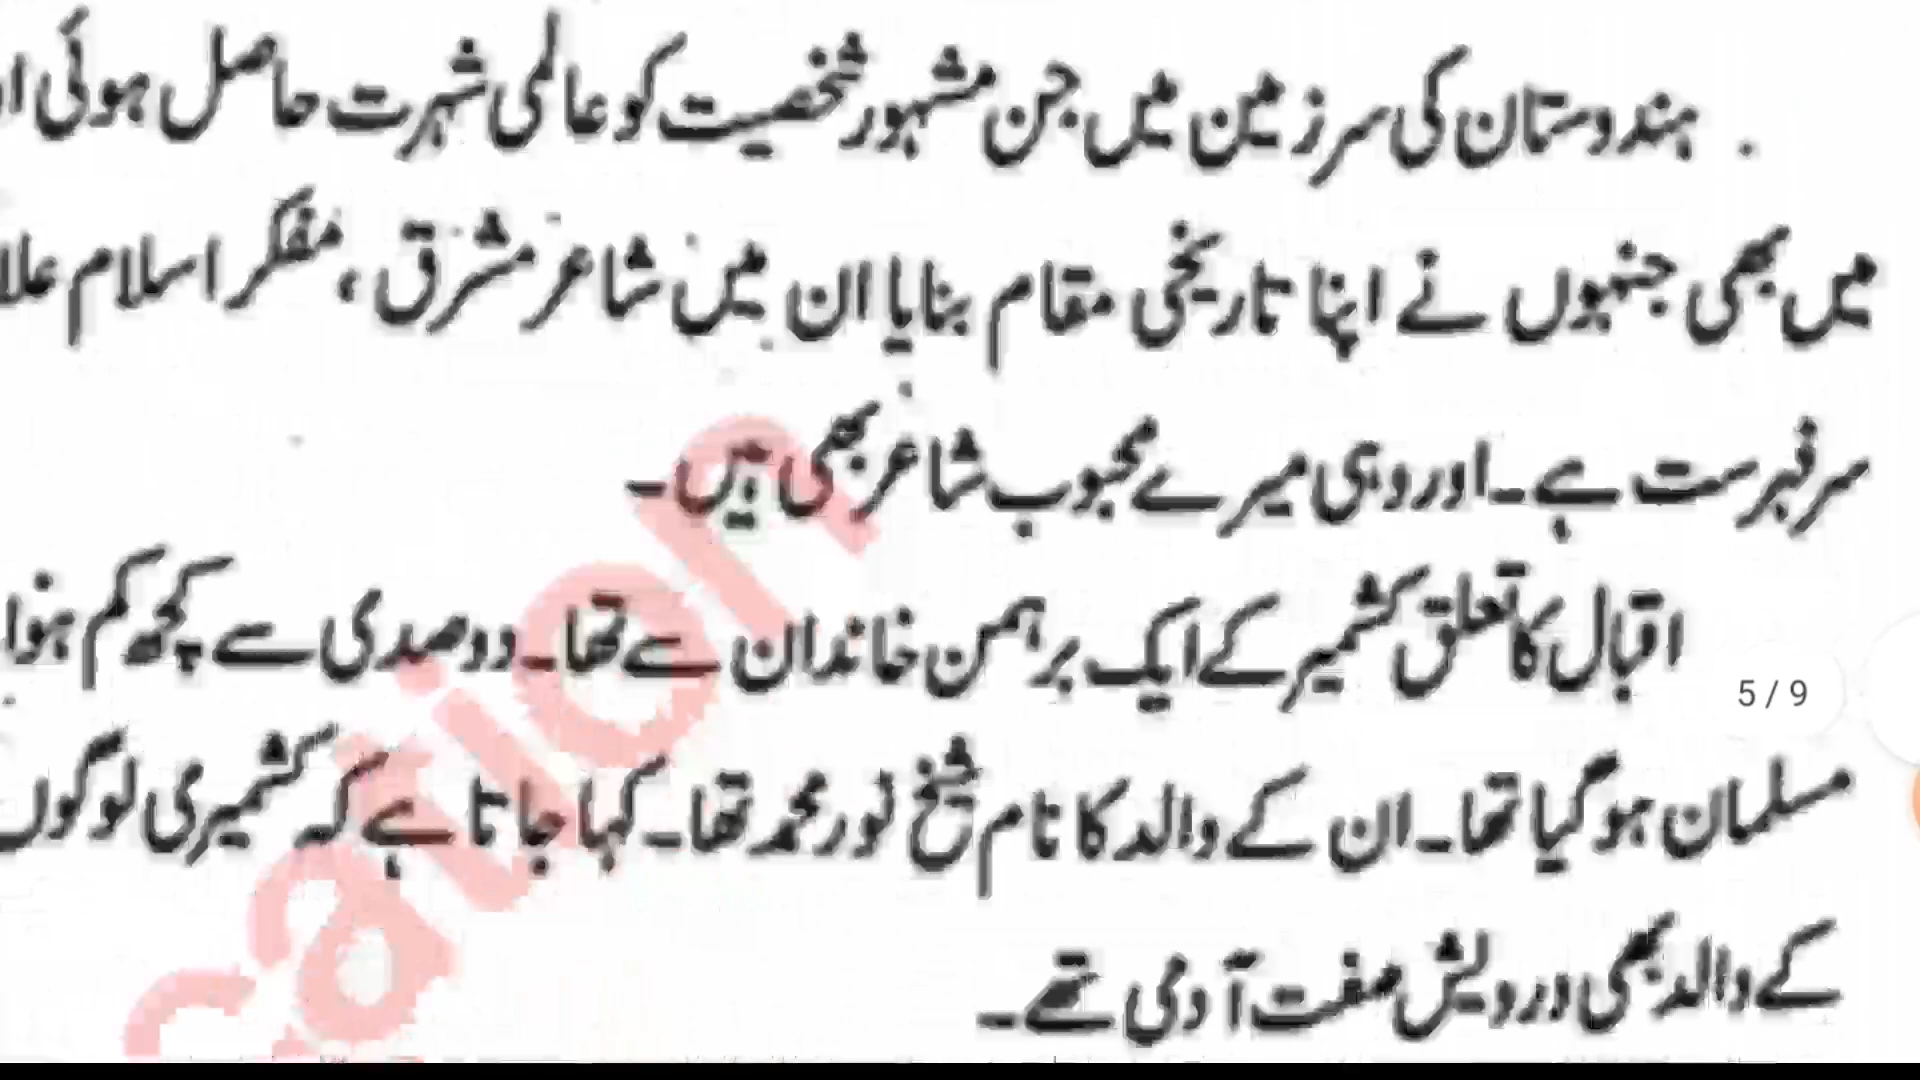 ہندوستان کی سرزمین میں جن مشہور شخصیت کو عالمی شہرت حاصل ہوئی
میں بھی جنہوں نے اپنا تاریخی مقام بنایا ان میں شاعر مشرق ، مفکر اسلام
سرفہرست ہے۔ اور وہی میرے محبوب شاعر بھی ہیں۔
اقبال کا تعلق کشمیر کے ایک برہمن خاندان سے تھا۔ دو صدی سے کچھ کم ہوا
5 / 9
مسلمان ہو گیا تھا۔ ان کے والد کا نام شیخ نور محمد تھا۔ کہا جاتا ہے کہ کشمیری لوگوں
کے والد بھی درویش صفت آدمی تھے۔
cation